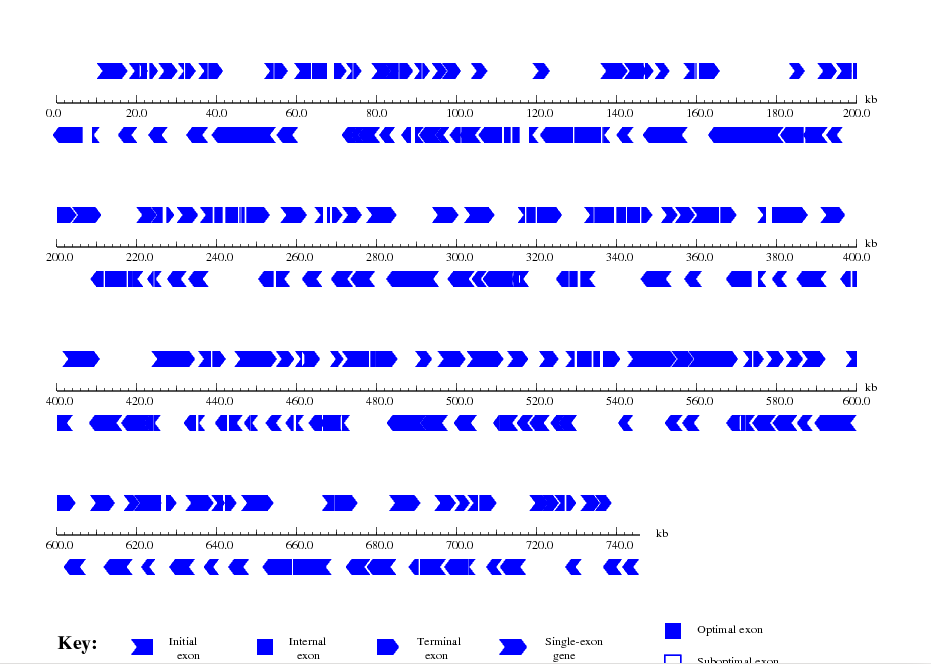 kb
0.0 20.0 40.0 60.0 80.0 100.0 120.0 140.0 160.0 180.0 200.0
kb
200.0 220.0 240.0 260.0 280.0 300.0 320.0 340.0 360.0 380.0 400.0
kb
400.0 420.0 440.0 460.0 480.0 500.0 520.0 540.0 560.0 580.0 600.0
kb
600.0 620.0 640.0 660.0 680.0 700.0 720.0 740.0
Key: Initial exon Internal exon Terminal exon Single-exon gene Optimal exon
Suboptimal exon